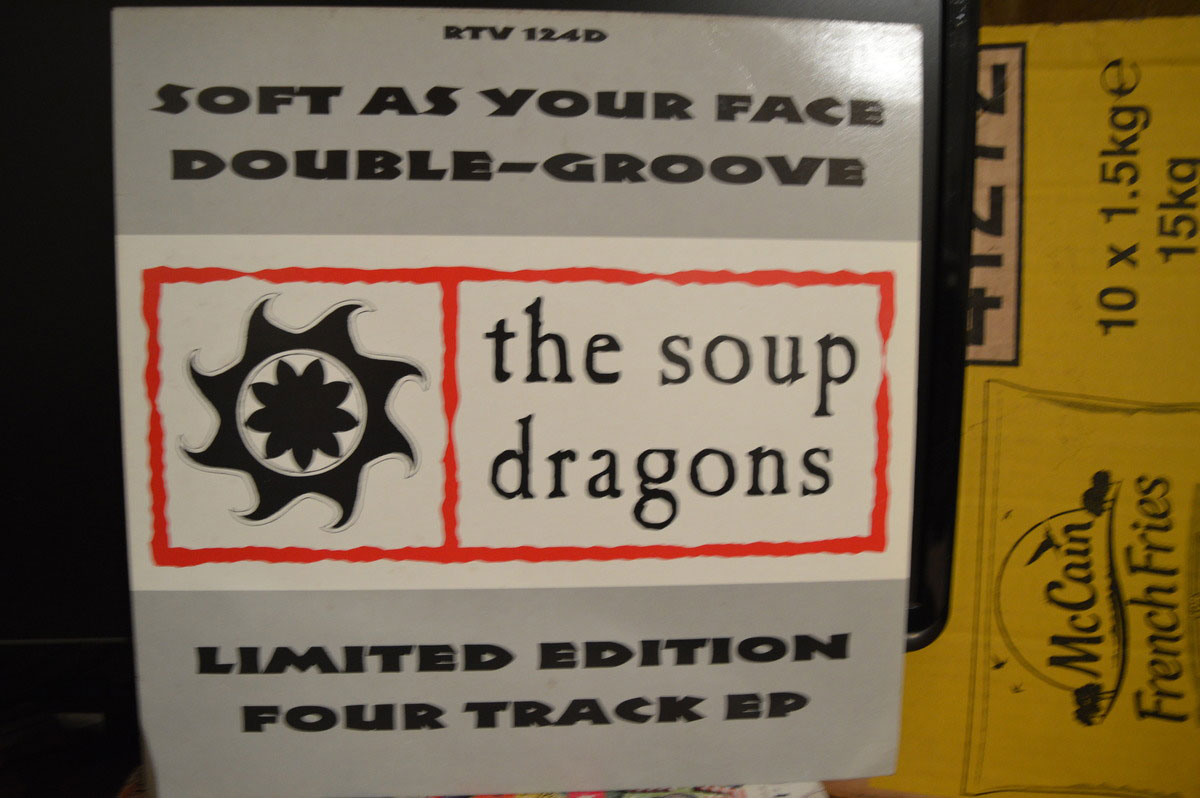 RTV 124D
SOFT AS YOUR FACE
DOUBLE-GROOVE
the soup
dragons
LIMITED EDITION
FOUR TRACK EP
10 x 1.5kg e
15kg
McCain
French Fries